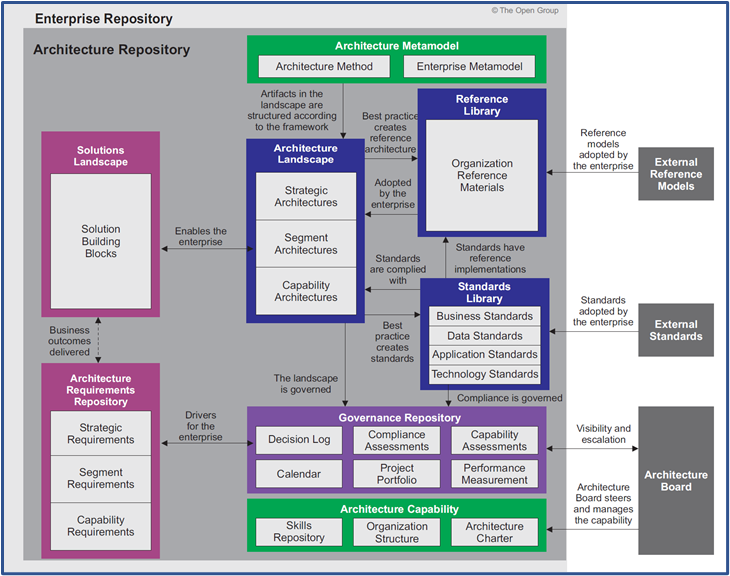 © The Open Group
Enterprise Repository
Architecture Repository
Architecture Metamodel
Architecture Method
Enterprise Metamodel
Artifacts in the
landscape are
structured according
to the framework
Best practice
creates
reference
architecture
Reference
Library
Organization
Reference
Materials
Reference
models
adopted by
the enterprise
External
Reference
Models
Solutions
Landscape
Solution
Building
Blocks
Enables the
enterprise
Architecture
Landscape
Strategic
Architectures
Segment
Architectures
Capability
Architectures
Adopted by
the enterprise
Standards have
reference
implementations
Standards
are complied
with
Best
practice
creates
standards
Standards
Library
Business Standards
Data Standards
Application Standards
Technology Standards
Standards
adopted by
the enterprise
External
Standards
Business
outcomes
delivered
Architecture
Requirements
Repository
Strategic
Requirements
Segment
Requirements
Capability
Requirements
Drivers
for the
enterprise
The landscape
is governed
Compliance is governed
Governance Repository
Decision Log
Compliance
Assessments
Capability
Assessments
Calendar
Project
Portfolio
Performance
Measurement
Visibility and
escalation
Architecture
Board
Architecture
Board steers
and manages
the capability
Architecture Capability
Skills
Repository
Organization
Structure
Architecture
Charter